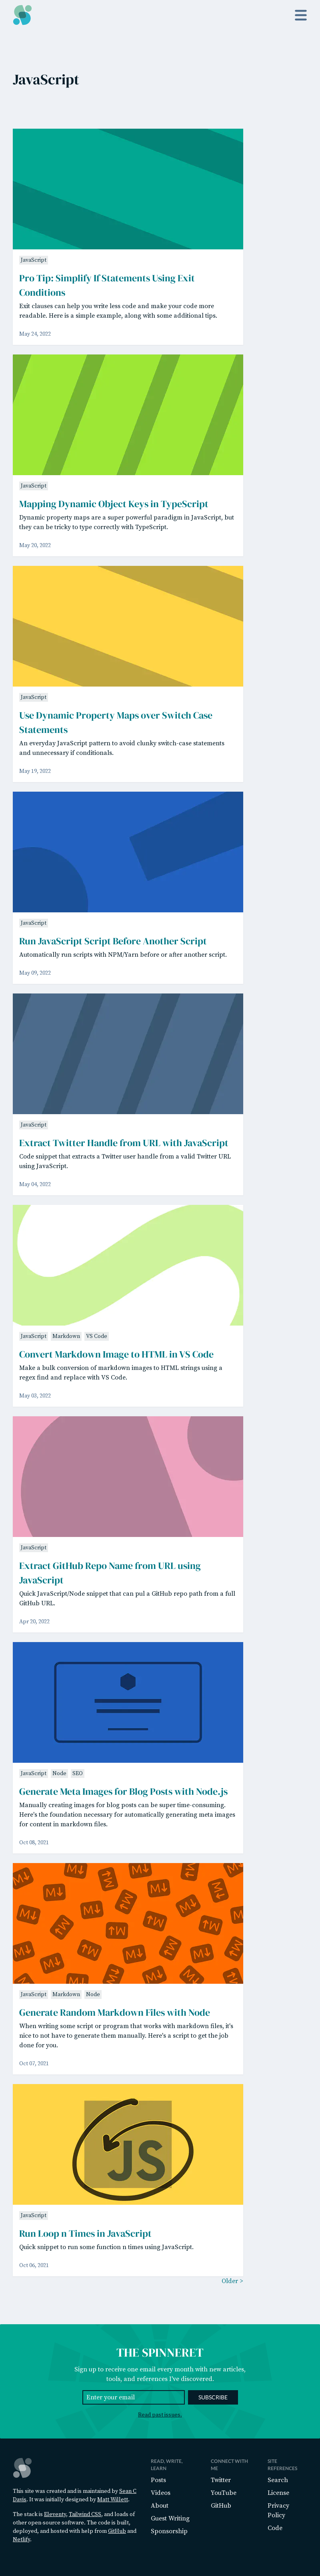 JavaScript
JavaScript
Pro Tip: Simplify If Statements Using Exit
Conditions
Exit clauses can help you write less code and make your code more
readable. Here is a simple example, along with some additional tips.
May 24, 2022
JavaScript
Mapping Dynamic Object Keys in TypeScript
Dynamic property maps are a super powerful paradigm in JavaScript, but
they can be tricky to type correctly with TypeScript.
May 20, 2022
JavaScript
Use Dynamic Property Maps over Switch Case
Statements
An everyday JavaScript pattern to avoid clunky switch-case statements
and unnecessary if conditionals.
May 19, 2022
JavaScript
Run JavaScript Script Before Another Script
Automatically run scripts with NPM/Yarn before or after another script.
May 09, 2022
JavaScript
Extract Twitter Handle from URL with JavaScript
Code snippet that extracts a Twitter user handle from a valid Twitter URL
using JavaScript.
May 04, 2022
JavaScript Markdown VS Code
Convert Markdown Image to HTML in VS Code
Make a bulk conversion of markdown images to HTML strings using a
regex find and replace with VS Code.
May 03, 2022
JavaScript
Extract GitHub Repo Name from URL using
JavaScript
Quick JavaScript/Node snippet that can pul a GitHub repo path from a full
GitHub URL.
Apr 20, 2022
JavaScript Node SEO
Generate Meta Images for Blog Posts with Node.js
Manually creating images for blog posts can be super time-consuming.
Here's the foundation necessary for automatically generating meta images
for content in markdown files.
Oct 08, 2021
JavaScript Markdown Node
Generate Random Markdown Files with Node
When writing some script or program that works with markdown files, it's
nice to not have to generate them manually. Here's a script to get the job
done for you.
Oct 07, 2021
JS
JavaScript
Run Loop n Times in JavaScript
Quick snippet to run some function n times using JavaScript.
Oct 06, 2021
Older >
THE SPINNERET
Sign up to receive one email every month with new articles,
tools, and references I've discovered.
Enter your email SUBSCRIBE
Read past issues.
This site was created and is maintained by Sean C
Davis. It was initially designed by Matt Willett.
The stack is Eleventy, Tailwind CSS, and loads of
other open-source software. The code is built,
deployed, and hosted with help from GitHub and
Netlify.
READ, WRITE,
LEARN
Posts
Videos
About
Guest Writing
Sponsorship
CONNECT WITH
ME
Twitter
YouTube
GitHub
SITE
REFERENCES
Search
License
Privacy
Policy
Code